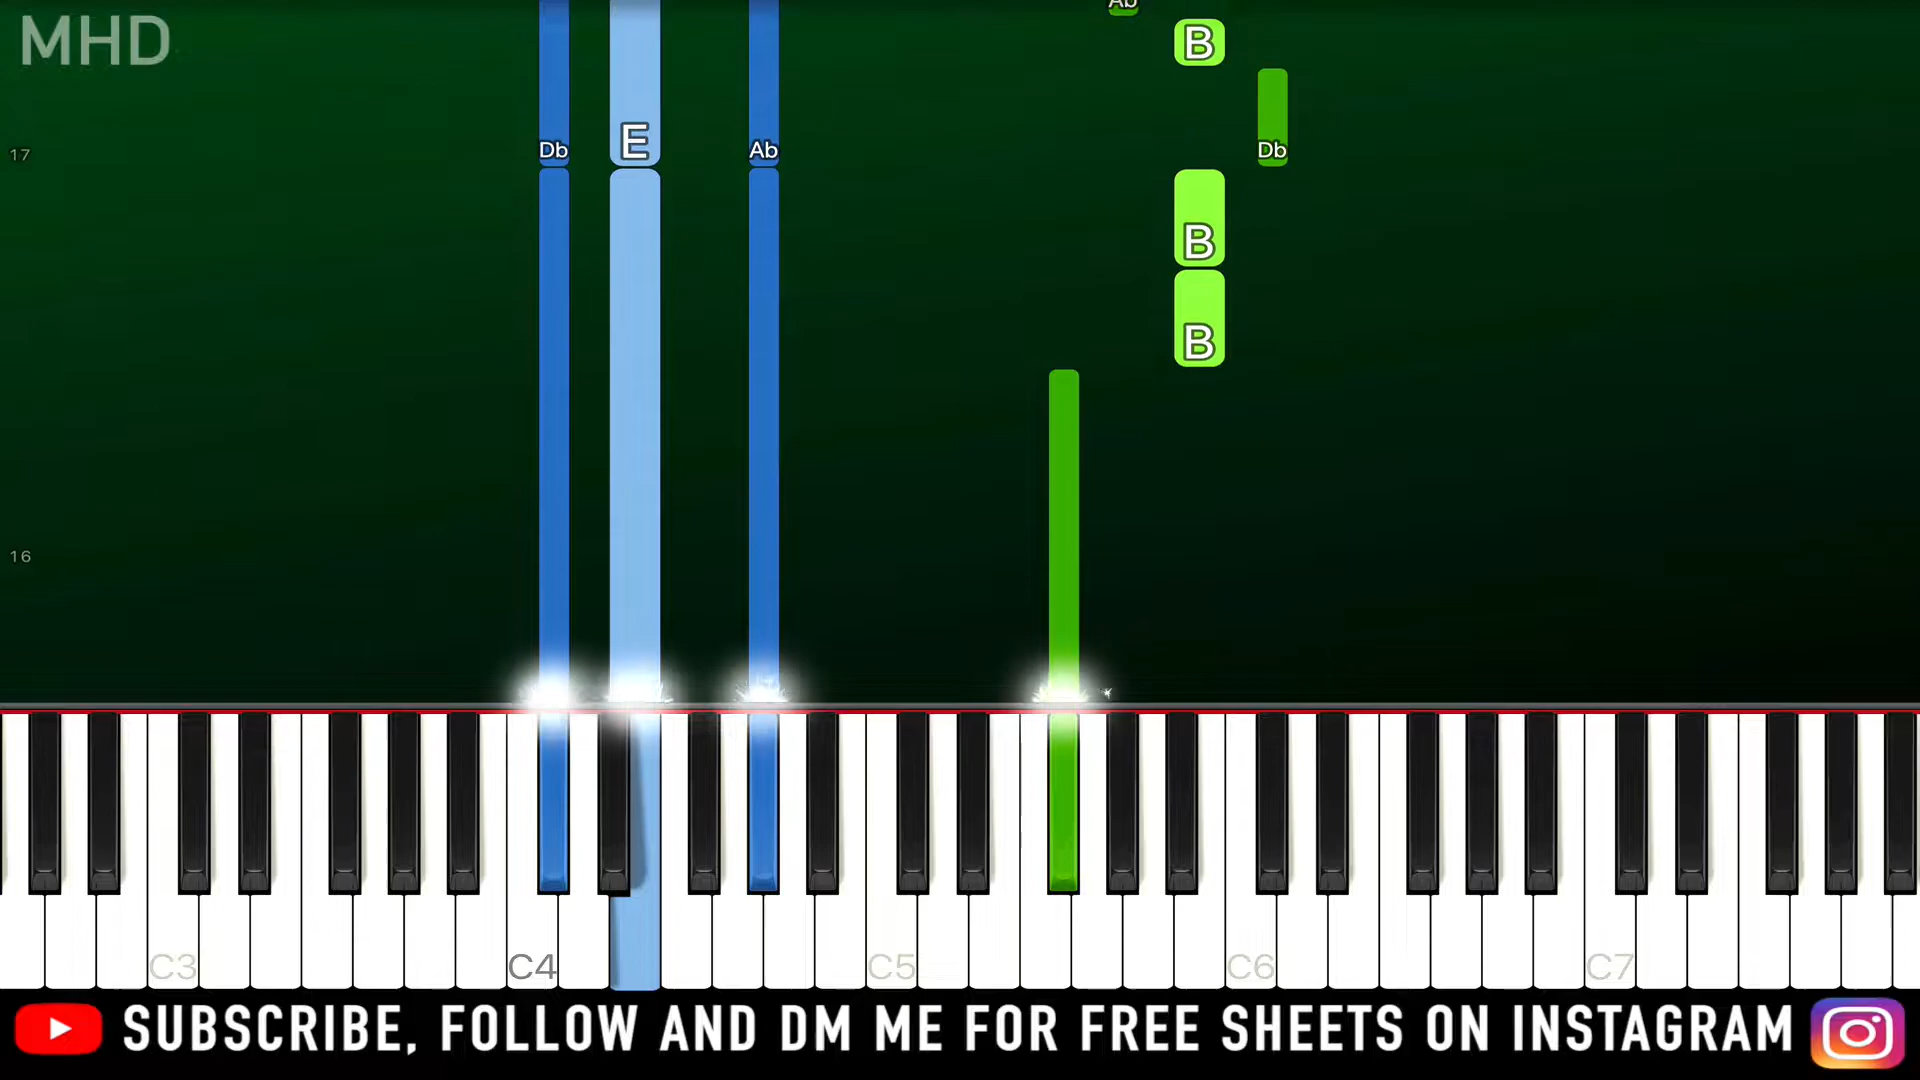 Ab
MHD
B
17
Db
E
Ab
Db
B
B
16
C3
C4
C5
C6
C7
SUBSCRIBE, FOLLOW AND DM ME FOR FREE SHEETS ON INSTAGRAM